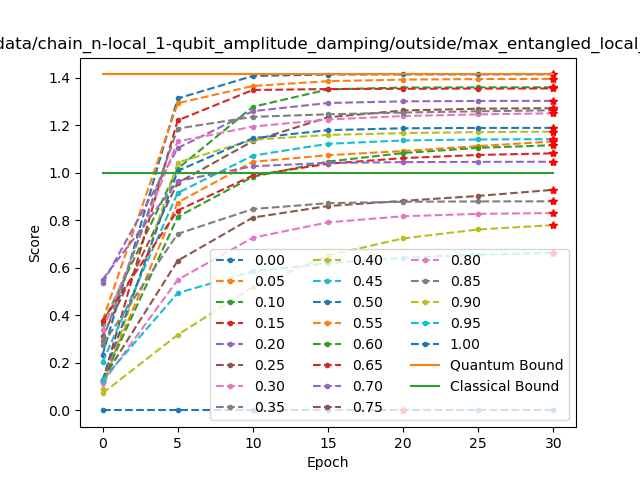 data/chain_n-local_1-qubit_amplitude_damping/outside/max_entangled_local_
1.4
1.2
1.0
0.8
0.6
0.4
0.2
0.0
Score
0 5 10 15 20 25 30
Epoch
0.00 0.40 0.80
0.05 0.45 0.85
0.10 0.50 0.90
0.15 0.55 0.95
0.20 0.60 1.00
0.25 0.65 Quantum Bound
0.30 0.70 Classical Bound
0.35 0.75